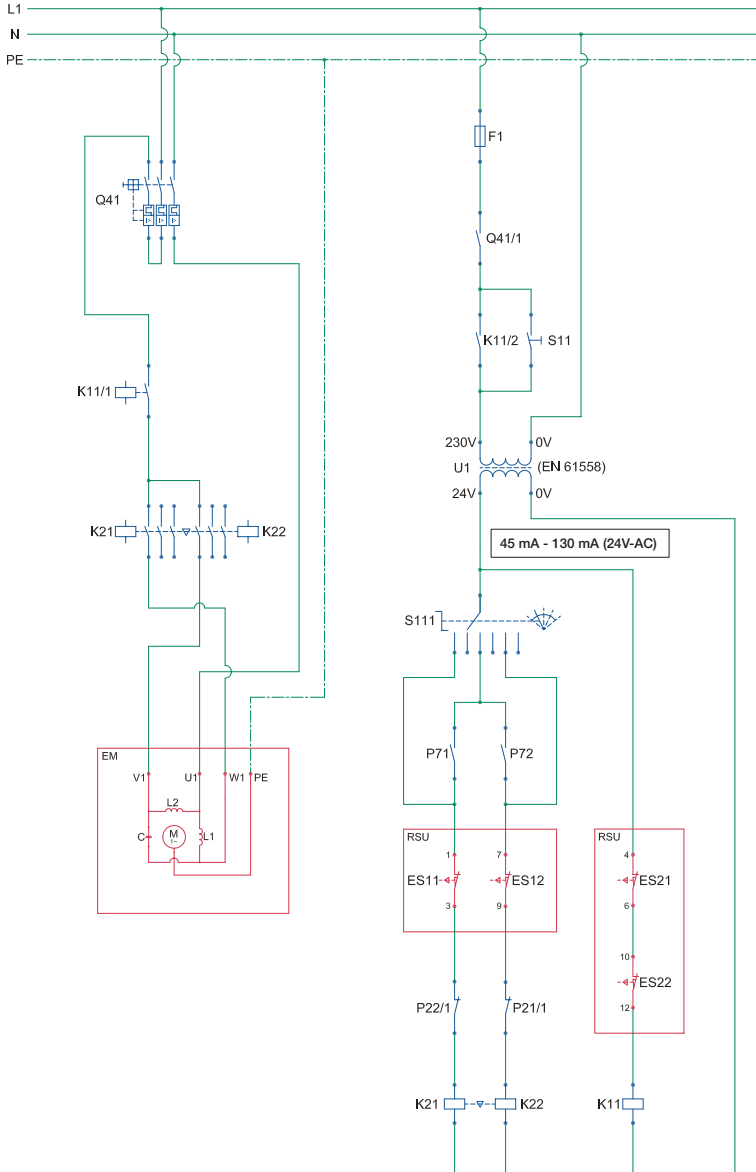 L1
N
PE
F1
Q41
Q41/1
K11/2
S11
K11/1
230V
0V
U1
(EN 61558)
24V
0V
K21
K22
45 mA - 130 mA (24V-AC)
S111
P71
P72
EM
V1
U1
W1
PE
L2
C
M
1~
L1
RSU
RSU
1
7
4
ES11
ES12
ES21
3
9
6
10
ES22
12
P22/1
P21/1
K21
K22
K11